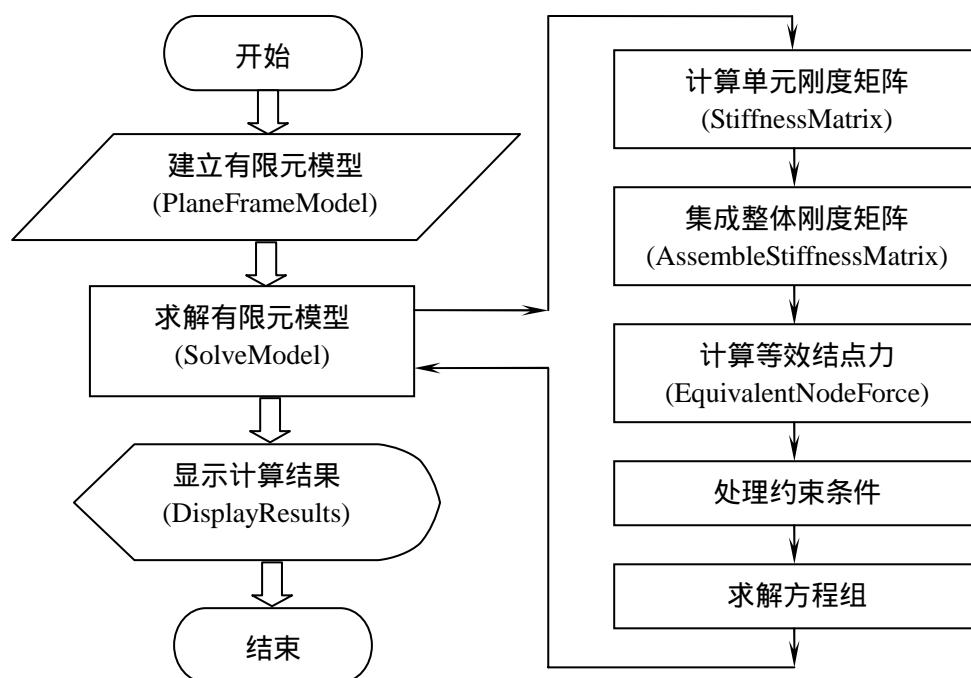 开始
建立有限元模型
(PlaneFrameModel)
求解有限元模型
(SolveModel)
显示计算结果
(DisplayResults)
结束
计算单元刚度矩阵
(StiffnessMatrix)
集成整体刚度矩阵
(AssembleStiffnessMatrix)
计算等效结点力
(EquivalentNodeForce)
处理约束条件
求解方程组